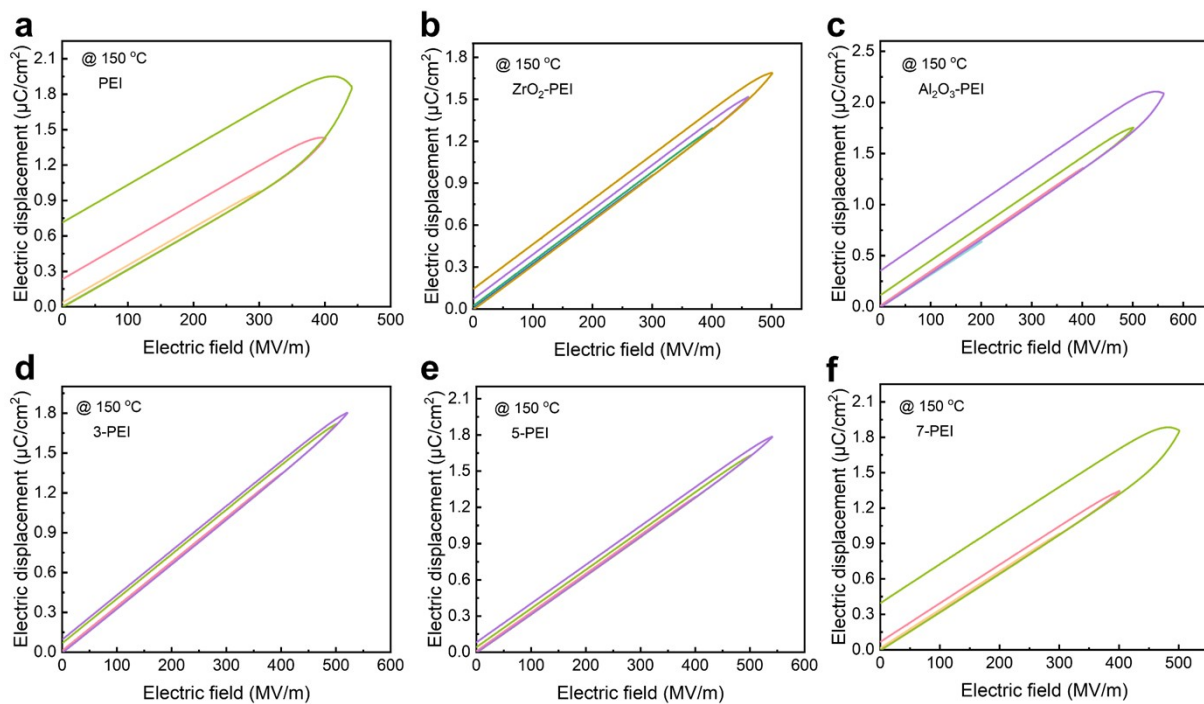 a
@ 150 °C
PEI
2.1
1.8
1.5
1.2
0.9
0.6
0.3
0.0
0 100 200 300 400 500
Electric field (MV/m)
Electric displacement (μC/cm²)
b
@ 150 °C
ZrO₂-PEI
1.8
1.5
1.2
0.9
0.6
0.3
0.0
0 100 200 300 400 500
Electric field (MV/m)
Electric displacement (μC/cm²)
c
@ 150 °C
Al₂O₃-PEI
2.5
2.0
1.5
1.0
0.5
0.0
0 100 200 300 400 500 600
Electric field (MV/m)
Electric displacement (μC/cm²)
d
@ 150 °C
3-PEI
1.8
1.5
1.2
0.9
0.6
0.3
0.0
0 100 200 300 400 500 600
Electric field (MV/m)
Electric displacement (μC/cm²)
e
@ 150 °C
5-PEI
2.1
1.8
1.5
1.2
0.9
0.6
0.3
0.0
0 100 200 300 400 500 600
Electric field (MV/m)
Electric displacement (μC/cm²)
f
@ 150 °C
7-PEI
2.1
1.8
1.5
1.2
0.9
0.6
0.3
0.0
0 100 200 300 400 500
Electric field (MV/m)
Electric displacement (μC/cm²)